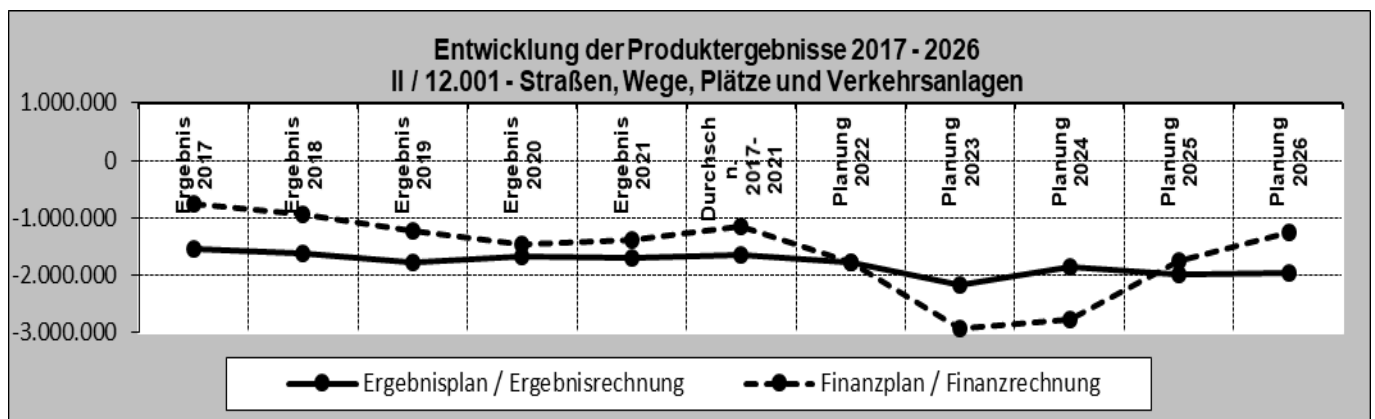 Entwicklung der Produktergebnisse 2017 - 2026
II / 12.001 - Straßen, Wege, Plätze und Verkehrsanlagen
1.000.000
0
-1.000.000
-2.000.000
-3.000.000
Ergebnis
2017
Ergebnis
2018
Ergebnis
2019
Ergebnis
2020
Ergebnis
2021
Durchsch
n. 2017-
2021
Planung
2022
Planung
2023
Planung
2024
Planung
2025
Planung
2026
Ergebnisplan / Ergebnisrechnung
Finanzplan / Finanzrechnung